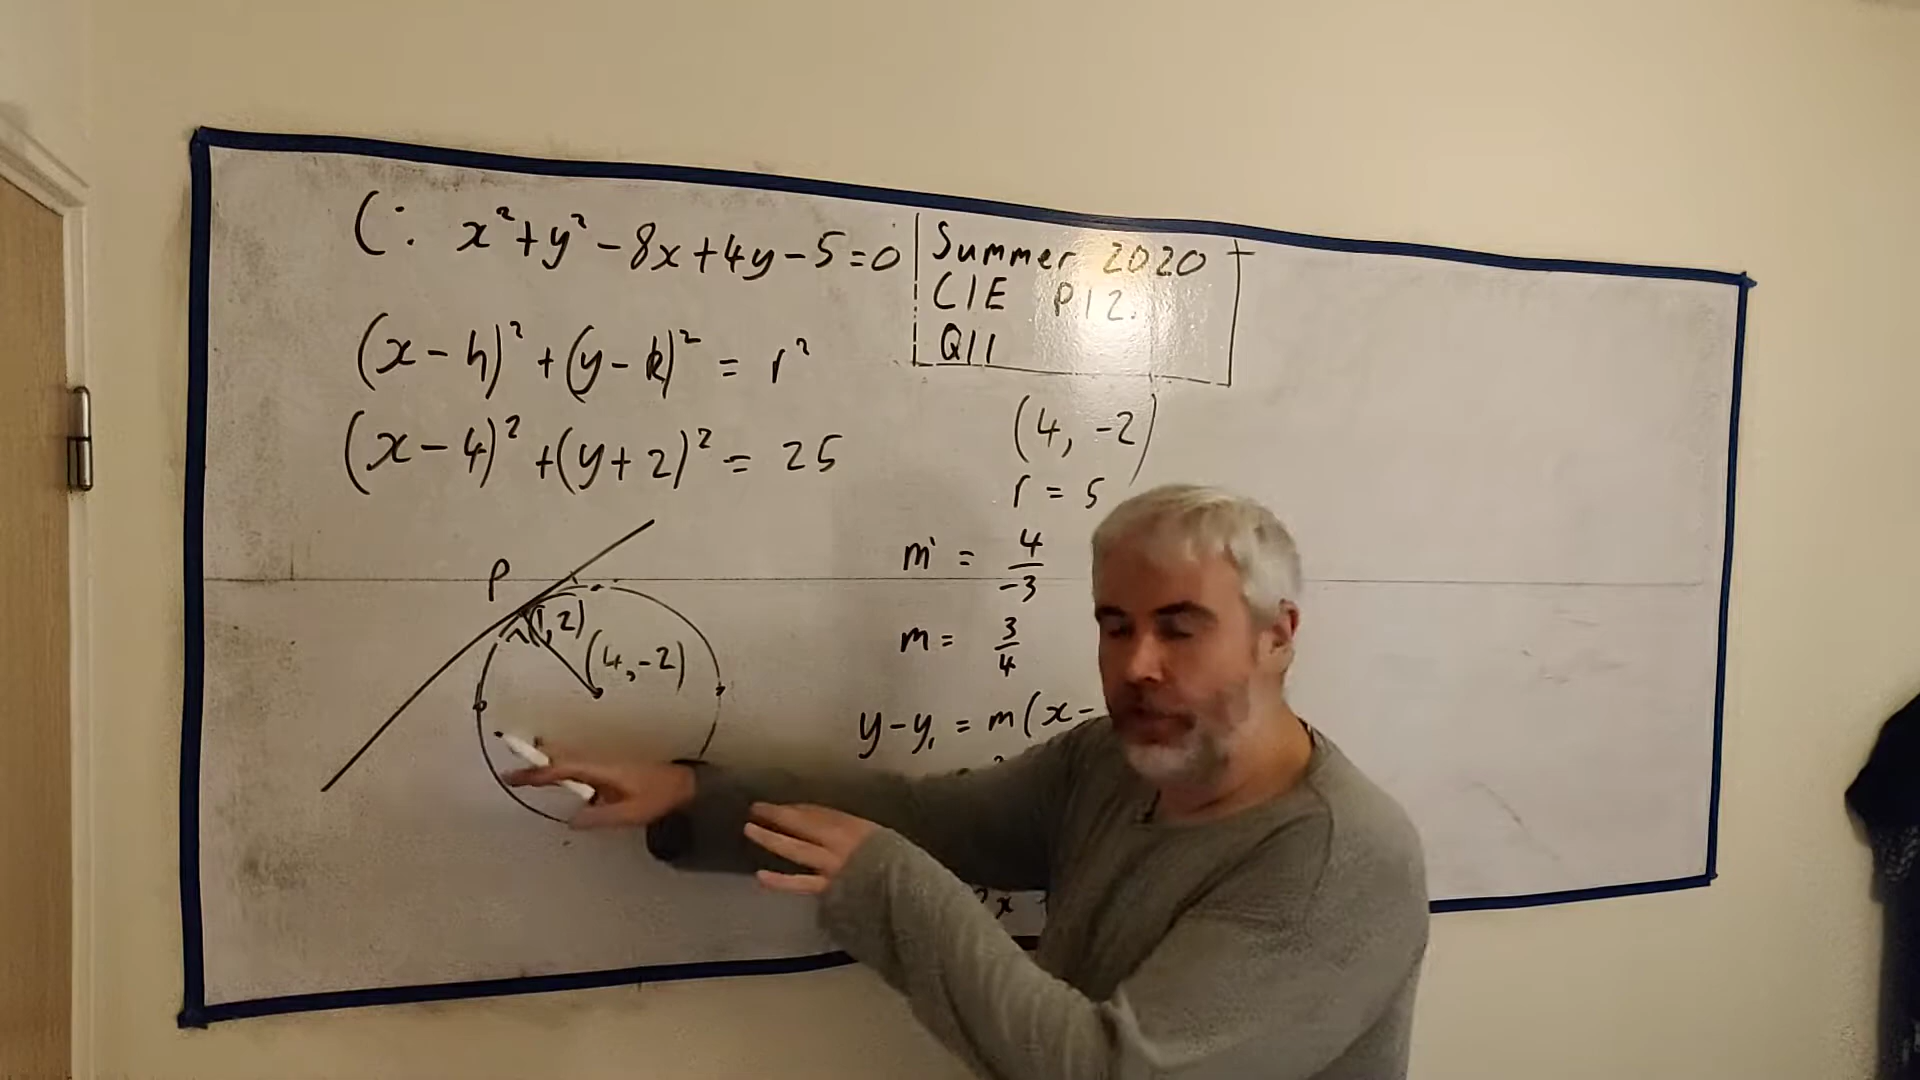 C: x²+y²-8x+4y-5=0
(x-h)²+(y-k)²=r²
(x-4)²+(y+2)²=25
P
(1,2)
(4,-2)
Summer 2020
CIE P12.
Q11
(4,-2)
r=5
m'=4/-3
m=3/4
y-y₁=m(x-